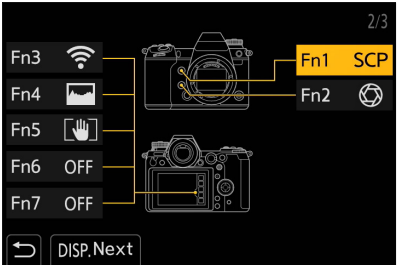 2/3
Fn3
Fn4
Fn5
Fn6 OFF
Fn7 OFF
Fn1 SCP
Fn2
DISP. Next